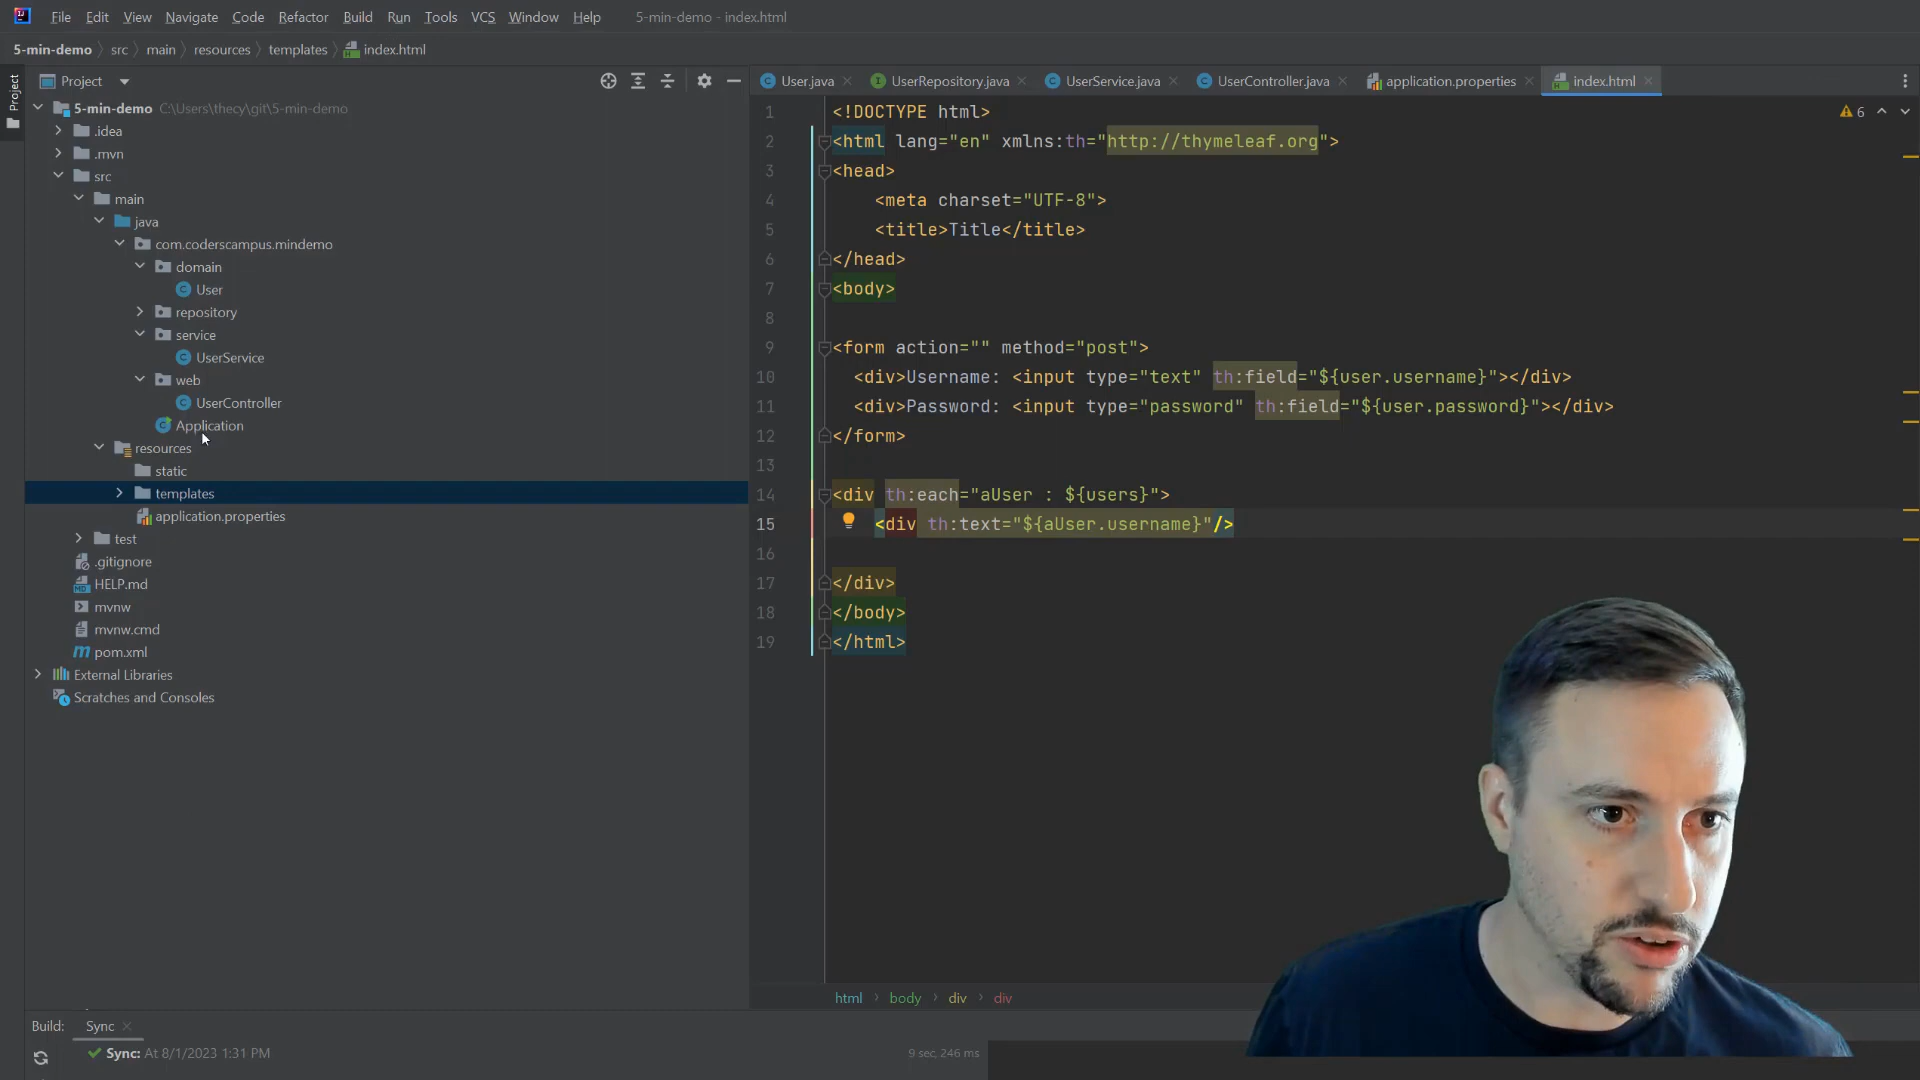 File Edit View Navigate Code Refactor Build Run Tools VCS Window Help 5-min-demo - index.html
5-min-demo src main resources templates index.html
Project
Project
User.java UserRepository.java UserService.java UserController.java application.properties index.html
5-min-demo C:\Users\thecy\git\5-min-demo
.idea
.mvn
src
main
java
com.coderscampus.mindemo
domain
User
repository
service
UserService
web
UserController
Application
resources
static
templates
application.properties
test
.gitignore
HELP.md
mvnw
mvnw.cmd
pom.xml
External Libraries
Scratches and Consoles
6
1 <!DOCTYPE html>
2 <html lang="en" xmlns:th="http://thymeleaf.org">
3 <head>
4 <meta charset="UTF-8">
5 <title>Title</title>
6 </head>
7 <body>
8
9 <form action="" method="post">
10 <div>Username: <input type="text" th:field="${user.username}"></div>
11 <div>Password: <input type="password" th:field="${user.password}"></div>
12 </form>
13
14 <div th:each="aUser : ${users}">
15 <div th:text="${aUser.username}"/>
16
17 </div>
18 </body>
19 </html>
html body div div
Build: Sync
Sync: At 8/1/2023 1:31 PM 9 sec, 246 ms